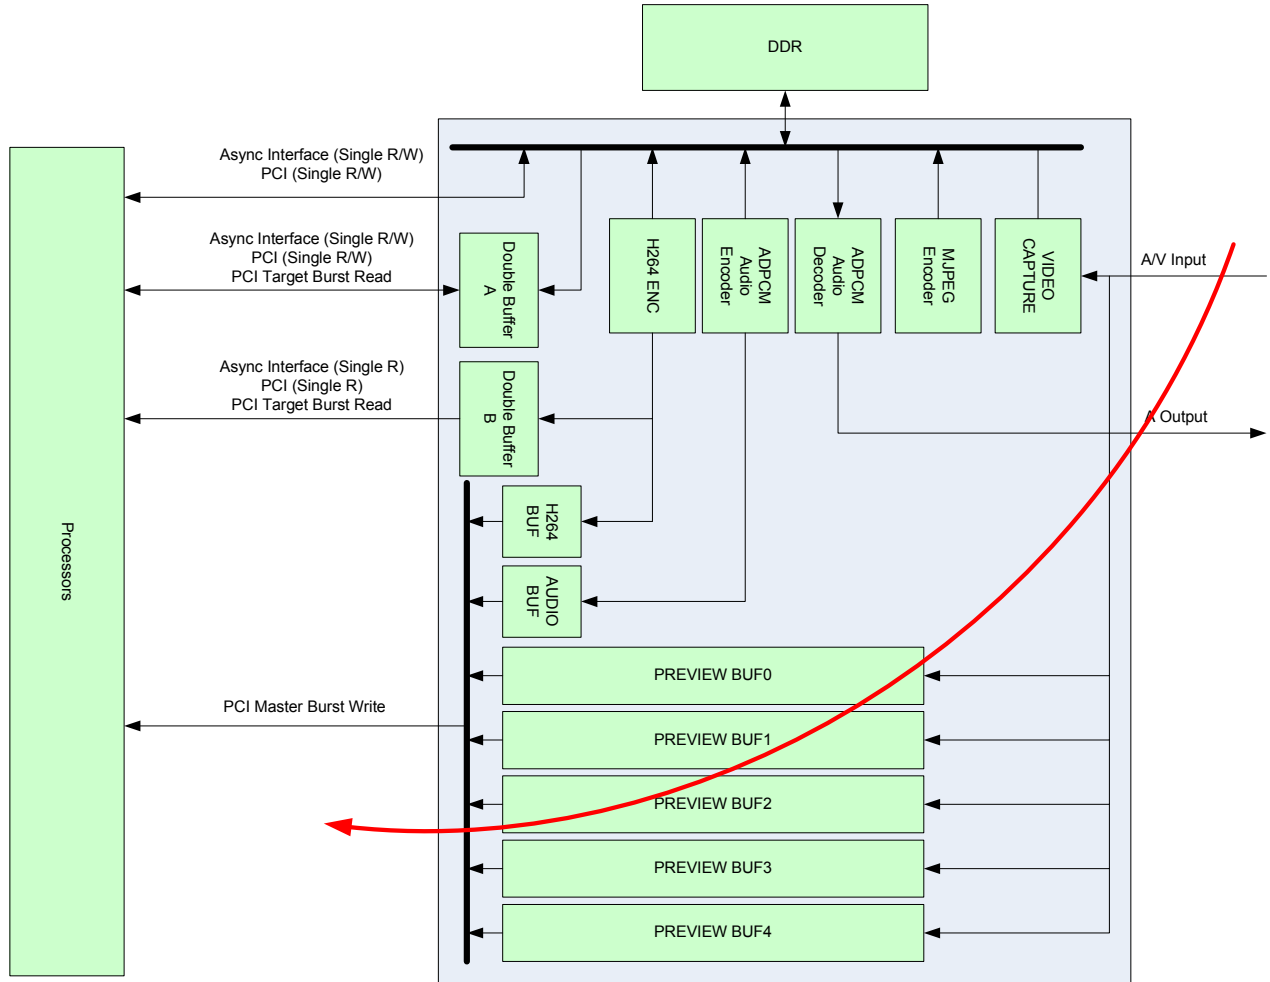 DDR
Async Interface (Single R/W)
PCI (Single R/W)
Async Interface (Single R/W)
PCI (Single R/W)
PCI Target Burst Read
Double Buffer
A
H264 ENC
ADPCM
Audio
Encoder
ADPCM
Audio
Decoder
MJPEG
Encoder
VIDEO
CAPTURE
A/V Input
Async Interface (Single R)
PCI (Single R)
PCI Target Burst Read
Double Buffer
B
A Output
Processors
H264
BUF
AUDIO
BUF
PREVIEW BUF0
PCI Master Burst Write
PREVIEW BUF1
PREVIEW BUF2
PREVIEW BUF3
PREVIEW BUF4